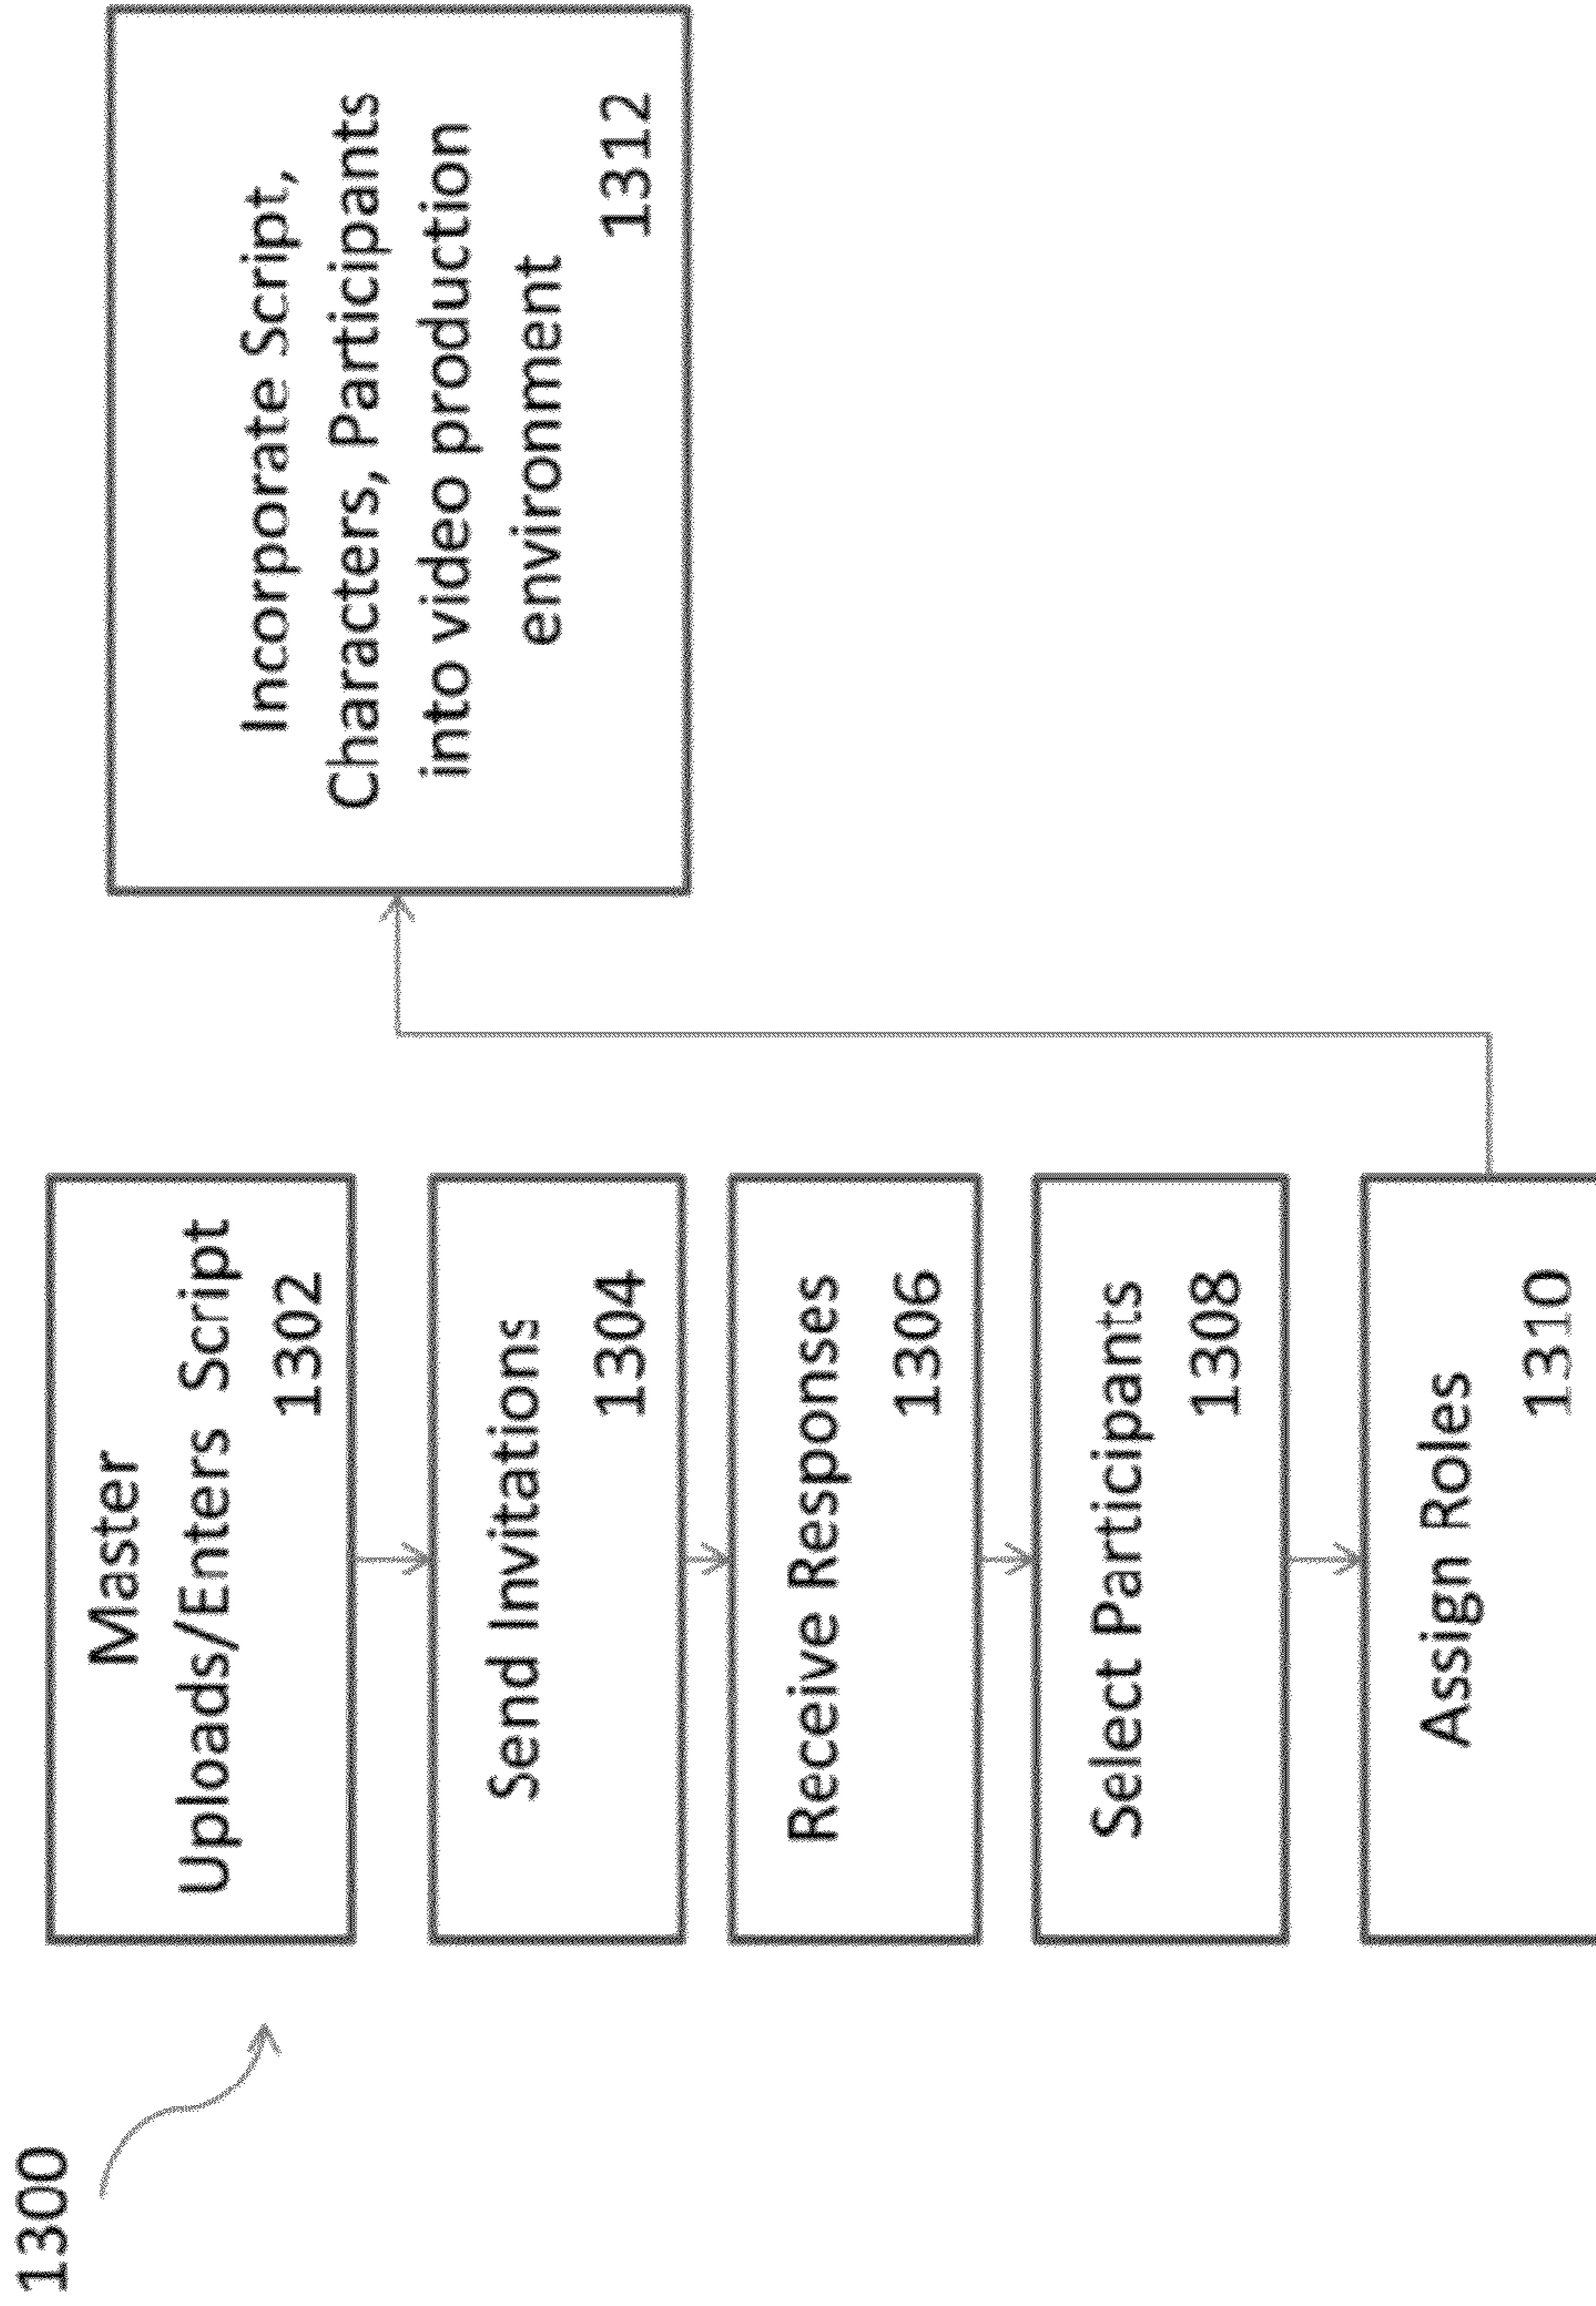 1300
Master
Uploads/Enters Script
1302
Send Invitations
1304
Receive Responses
1306
Select Participants
1308
Assign Roles
1310
Incorporate Script,
Characters, Participants
into video production
environment
1312